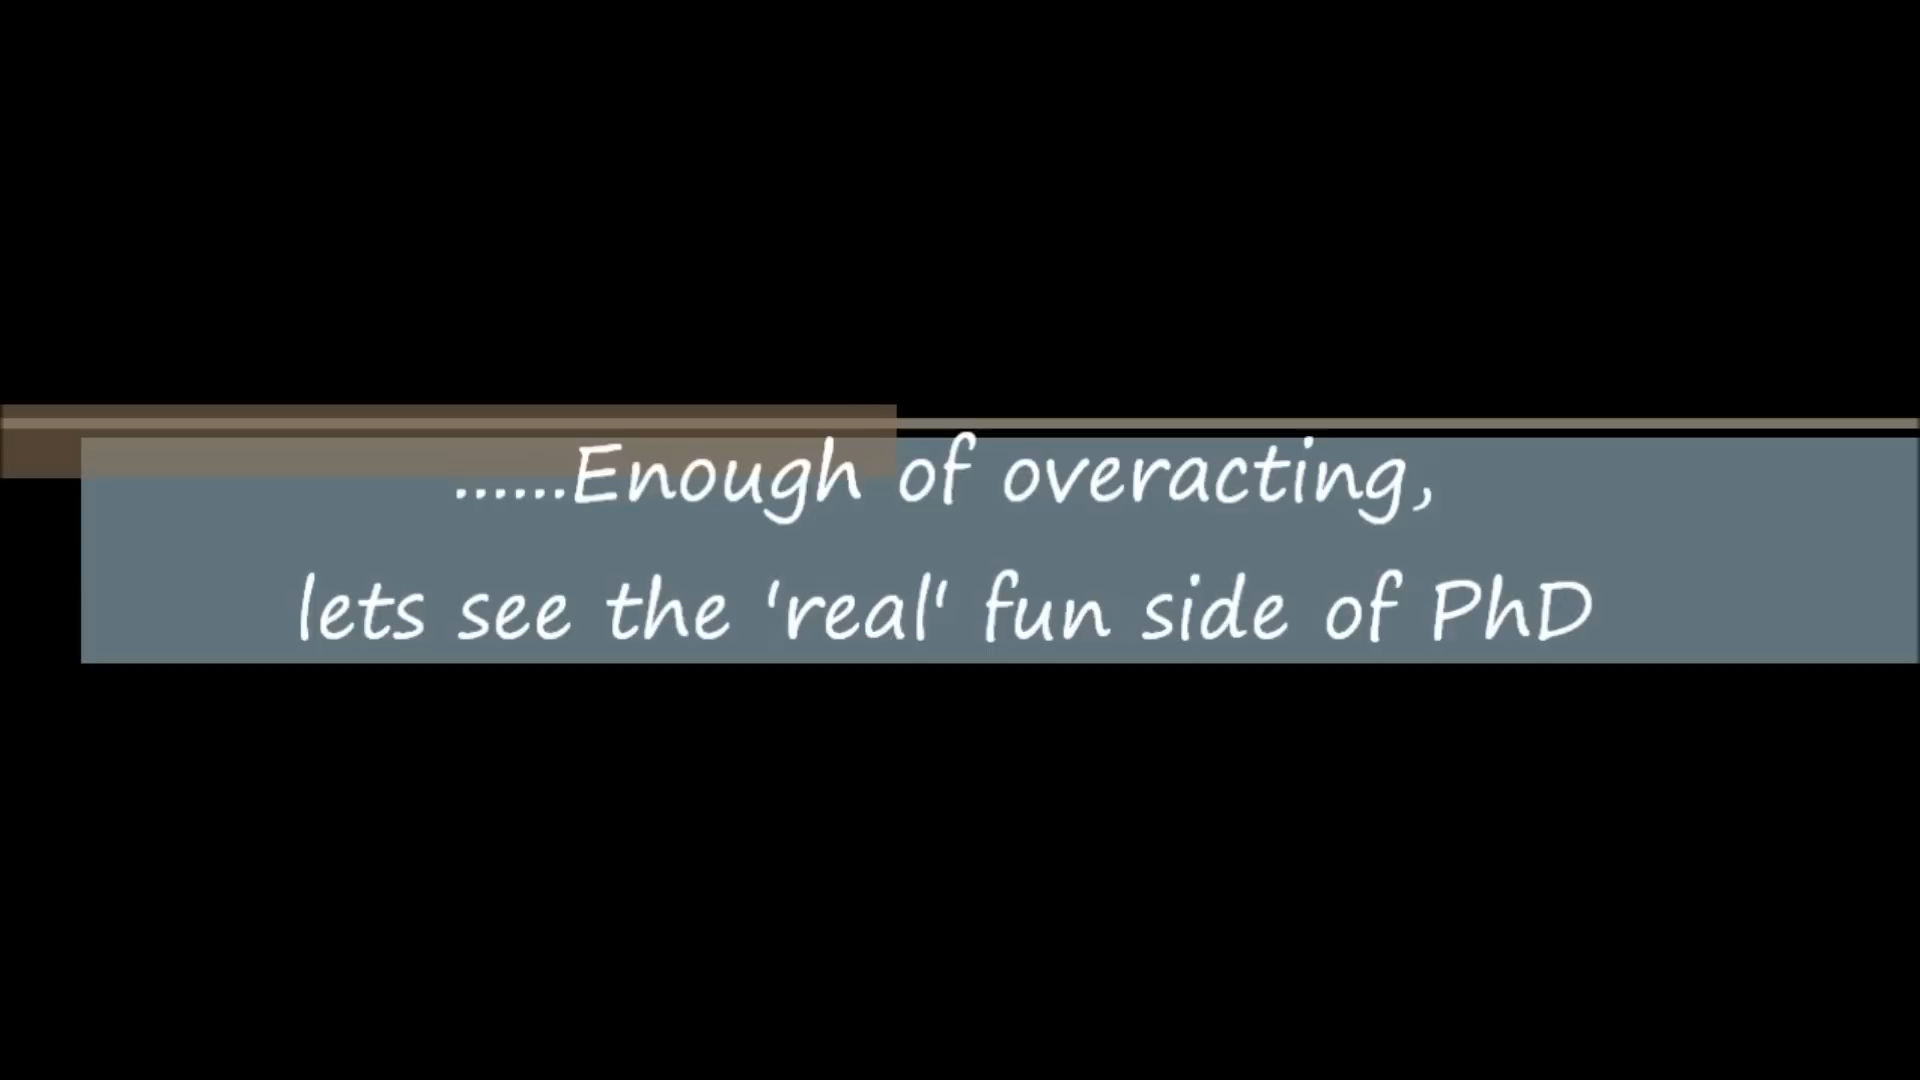 ......Enough of overacting,
lets see the 'real' fun side of PhD